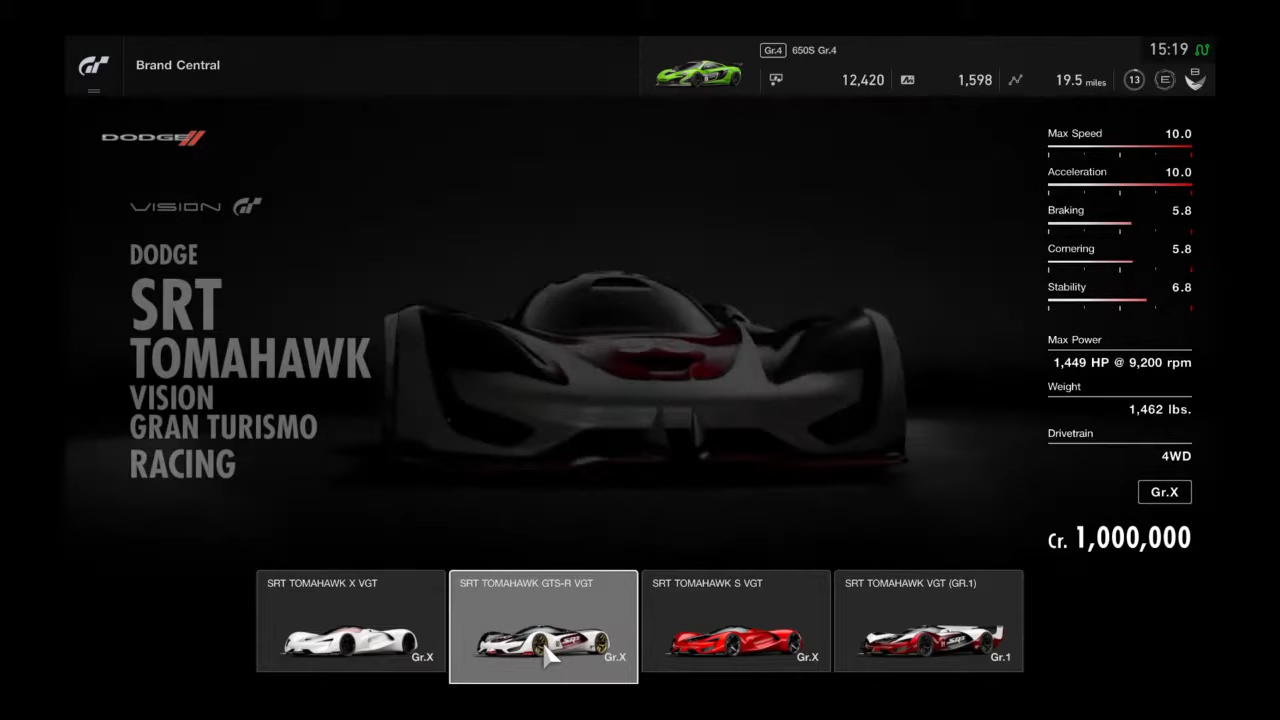 Brand Central
Gr.4 650S Gr.4
12,420
1,598
19.5 miles
13
E
B
15:19
DODGE
VISION GT
DODGE
SRT
TOMAHAWK
VISION
GRAN TURISMO
RACING
Max Speed 10.0
Acceleration 10.0
Braking 5.8
Cornering 5.8
Stability 6.8
Max Power
1,449 HP @ 9,200 rpm
Weight
1,462 lbs.
Drivetrain
4WD
Gr.X
Cr. 1,000,000
SRT TOMAHAWK X VGT
Gr.X
SRT TOMAHAWK GTS-R VGT
Gr.X
SRT TOMAHAWK S VGT
Gr.X
SRT TOMAHAWK VGT (GR.1)
Gr.1